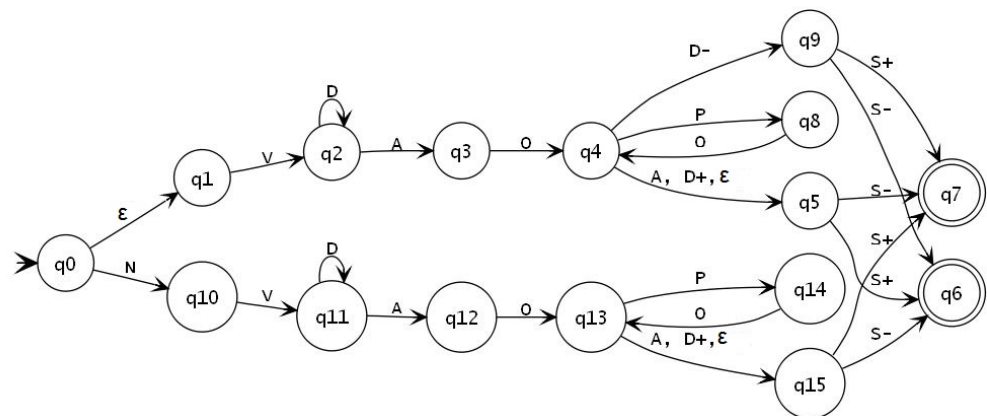 q9
D-
S+
D
P
q8
S-
O
V
A
O
q2
q3
q4
q1
A, D+,ε
q5
S-
q7
ε
q0
S+
N
D
P
q14
S+
q6
q10
V
O
A
O
q11
q12
q13
A, D+,ε
S-
q15